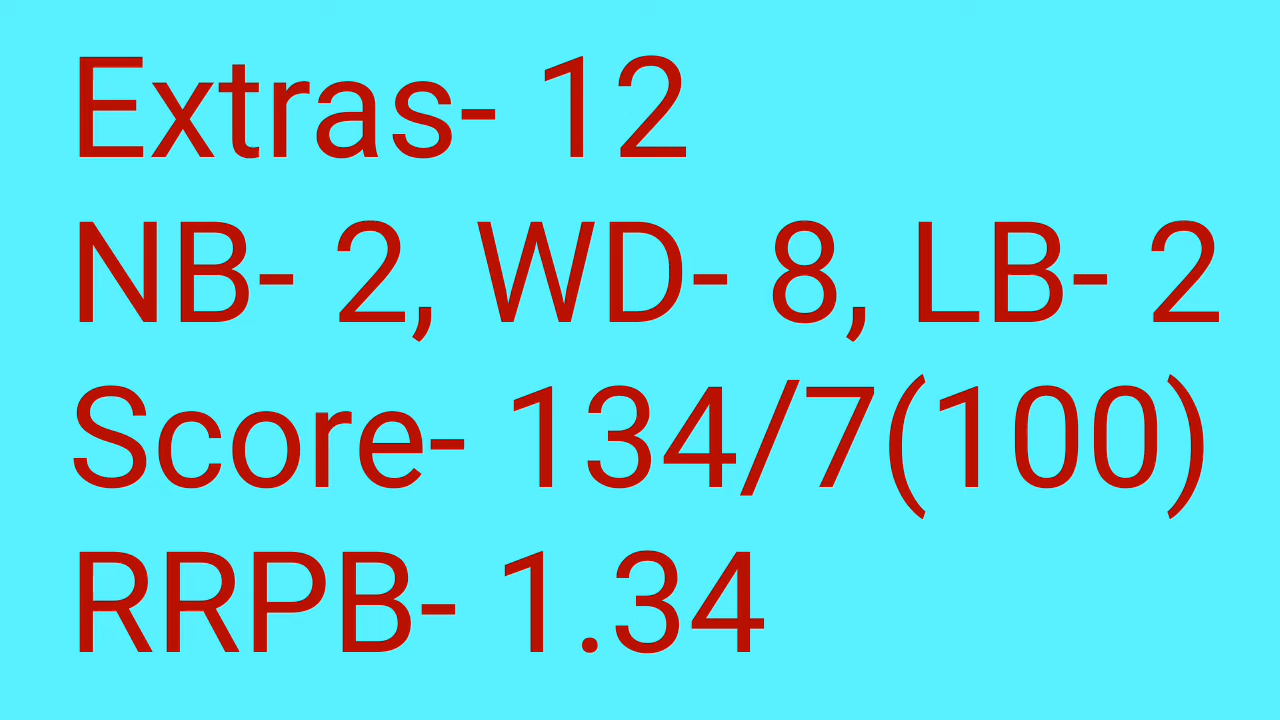 Extras- 12
NB- 2, WD- 8, LB- 2
Score- 134/7(100)
RRPB- 1.34